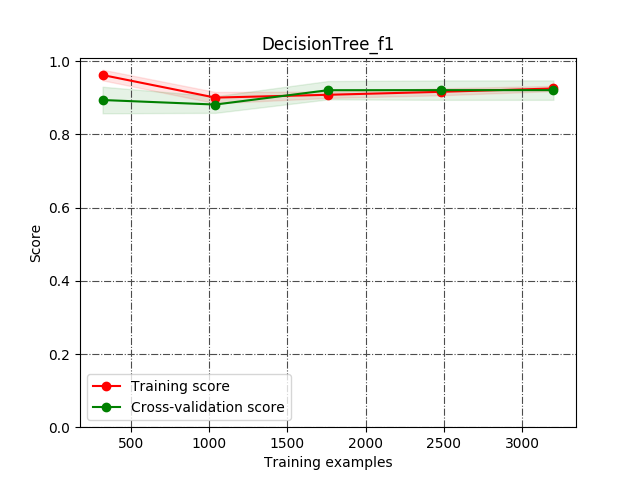 DecisionTree_f1
1.0
0.8
0.6
0.4
0.2
0.0
Score
Training score
Cross-validation score
500 1000 1500 2000 2500 3000
Training examples